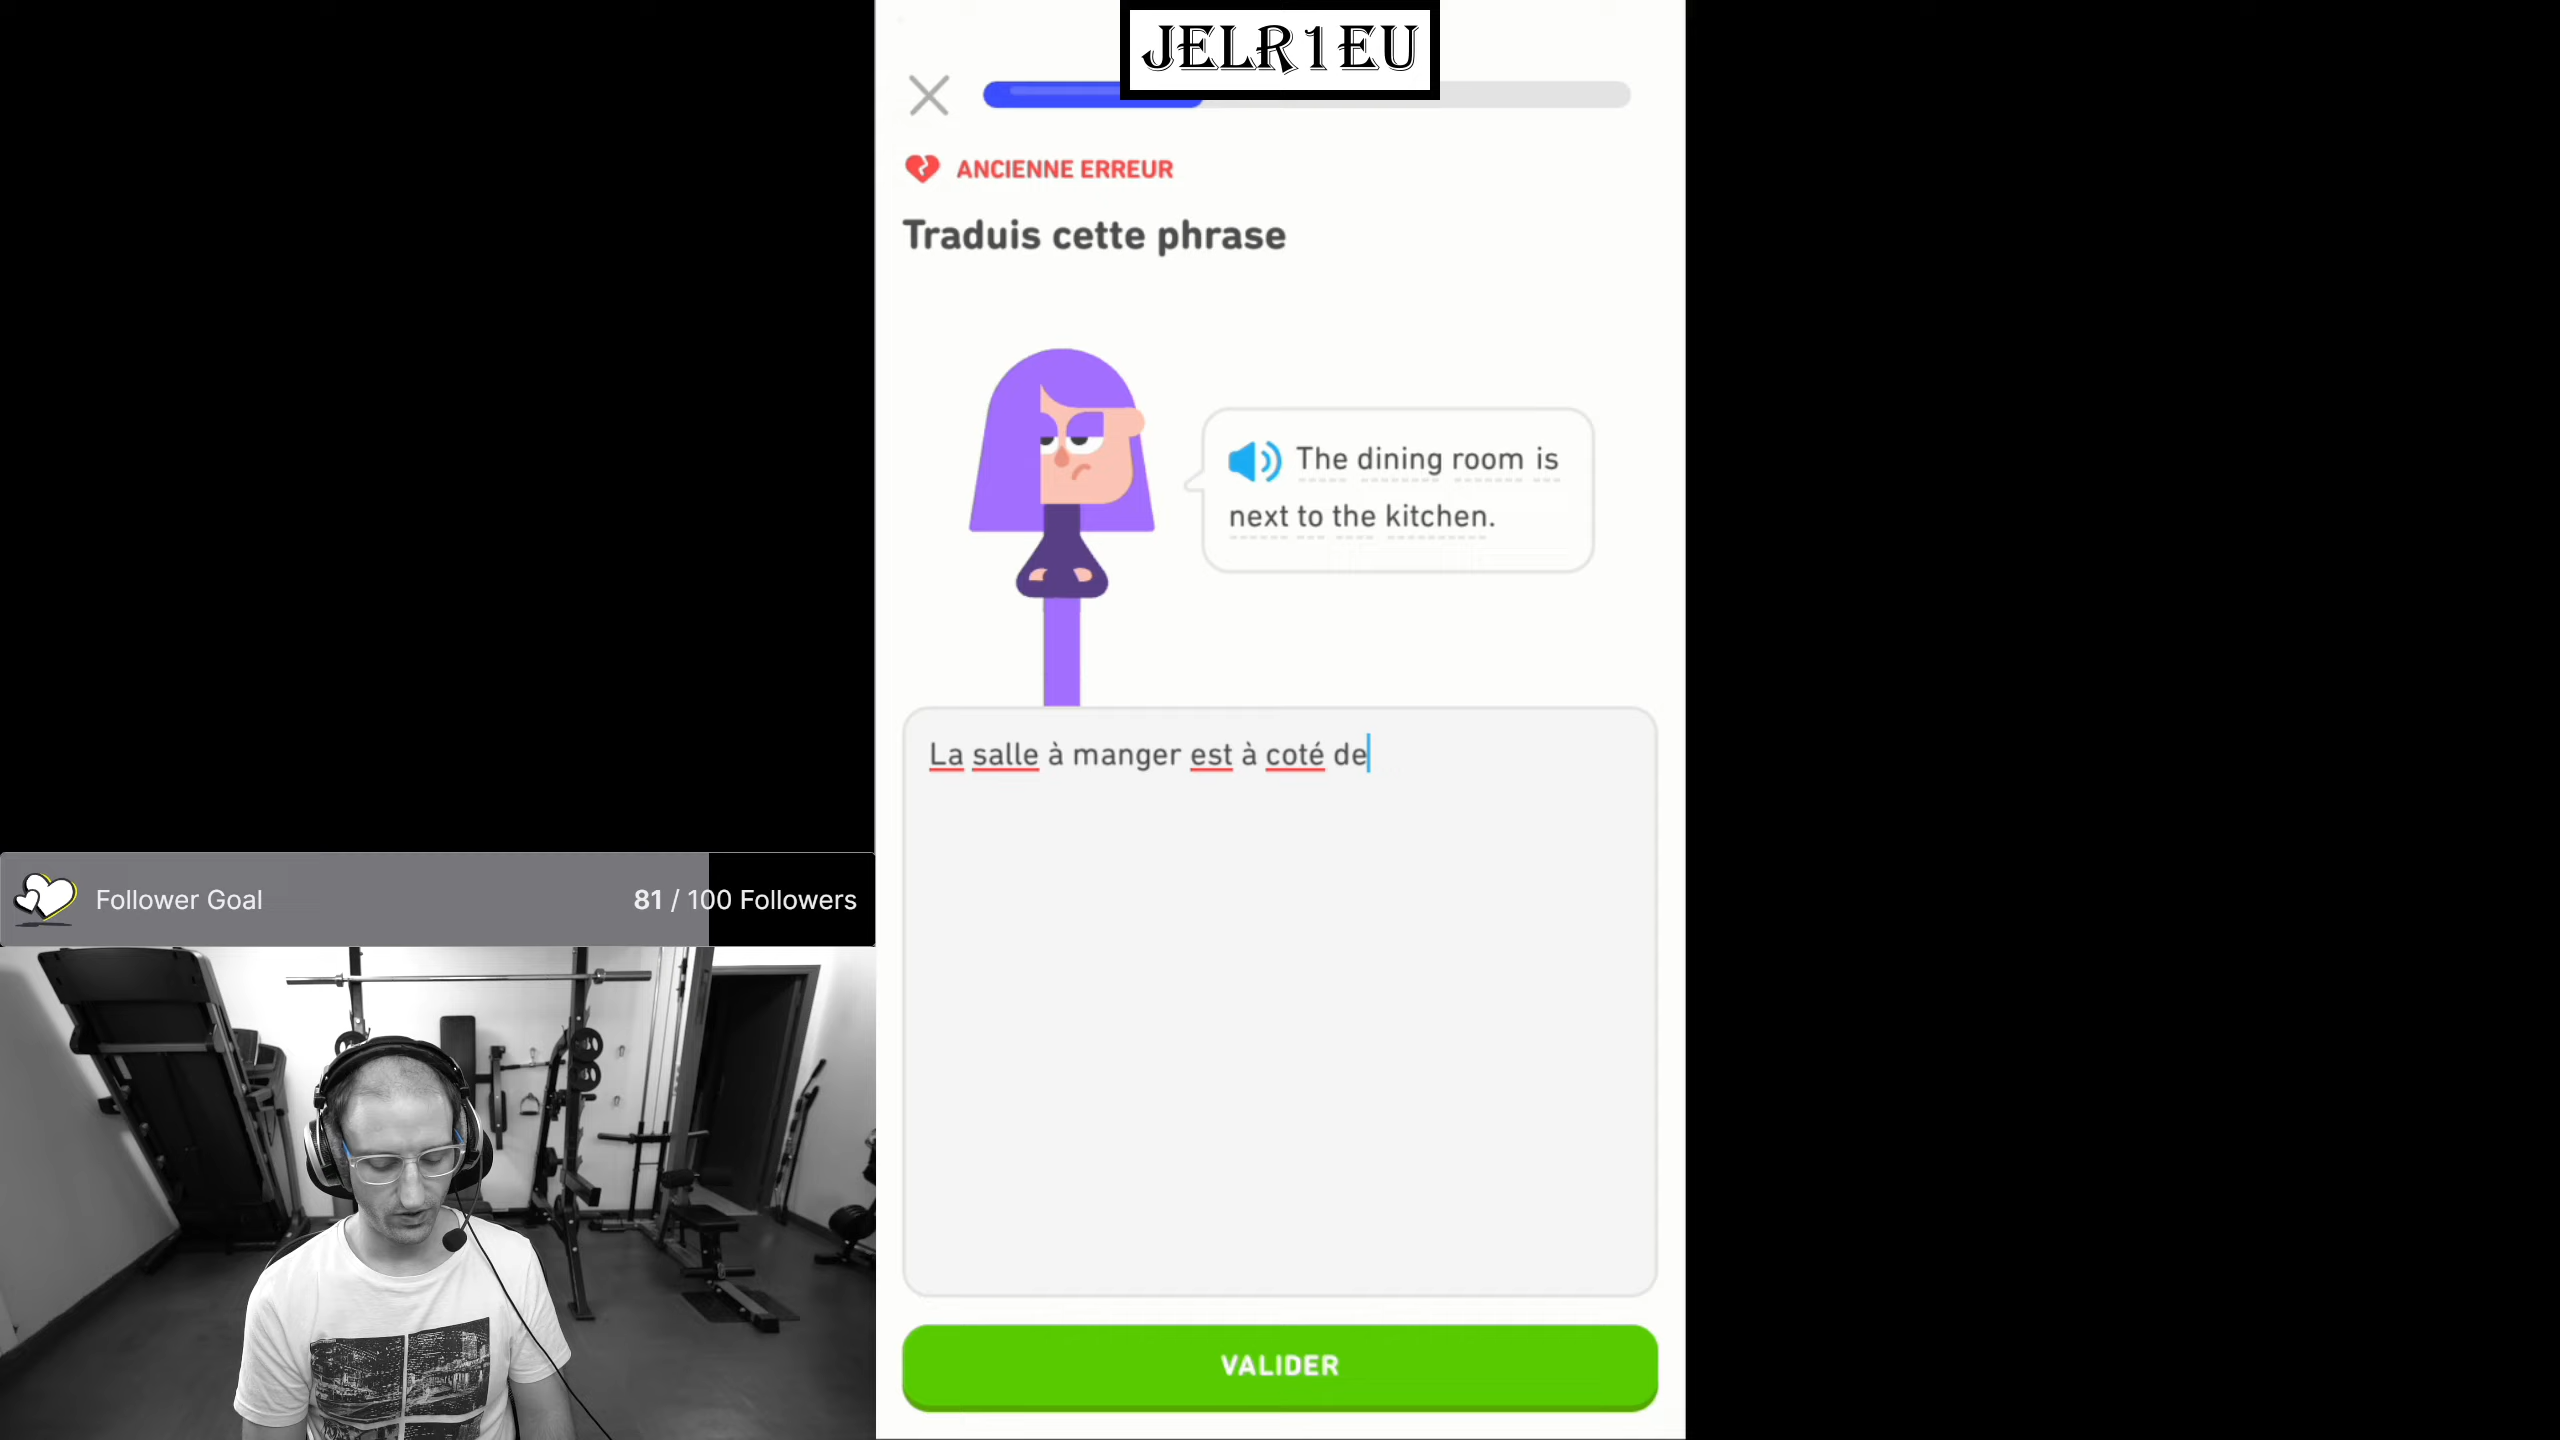 JELR1EU
ANCIENNE ERREUR
Traduis cette phrase
The dining room is
next to the kitchen.
La salle à manger est à coté de
VALIDER
Follower Goal
81 / 100 Followers